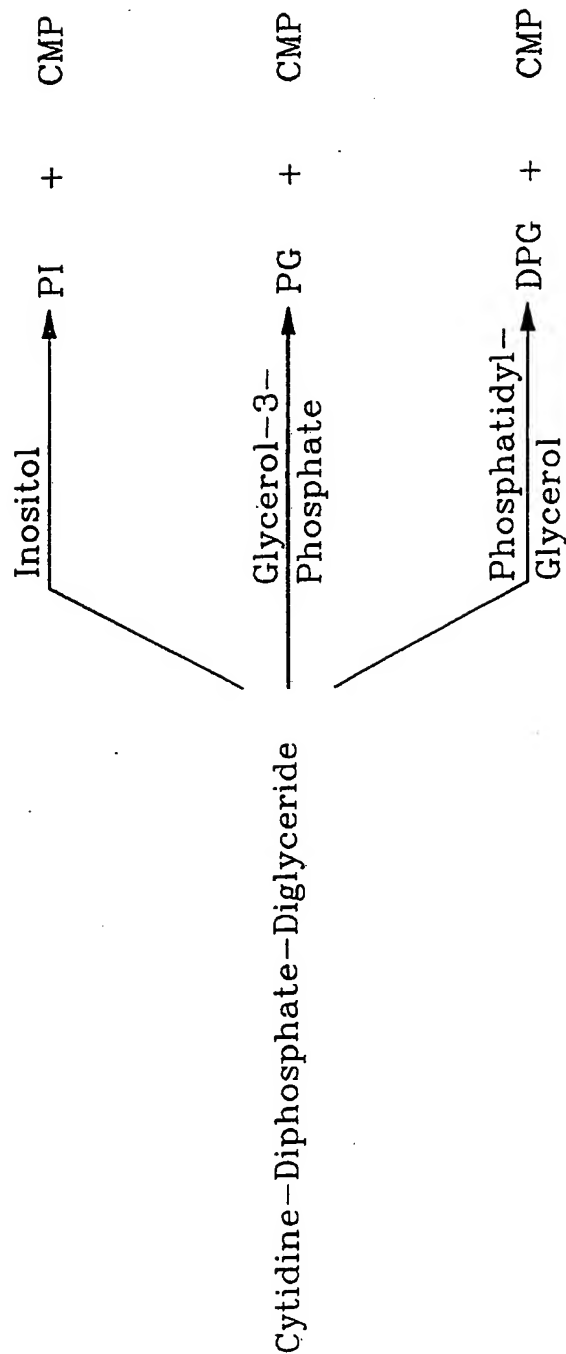 Cytidine-Diphosphate-Diglyceride
Inositol
PI + CMP
Glycerol-3-
Phosphate
PG + CMP
Phosphatidyl-
Glycerol
DPG + CMP